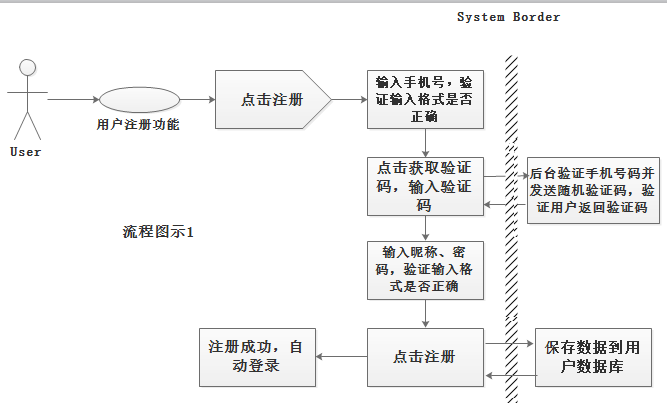 System Border
User
用户注册功能
点击注册
输入手机号，验
证输入格式是否
正确
点击获取验证
码，输入验证
码
后台验证手机号码并
发送随机验证码，验
证用户返回验证码
流程图示1
输入昵称、密
码，验证输入格
式是否正确
注册成功，自
动登录
点击注册
保存数据到用
户数据库